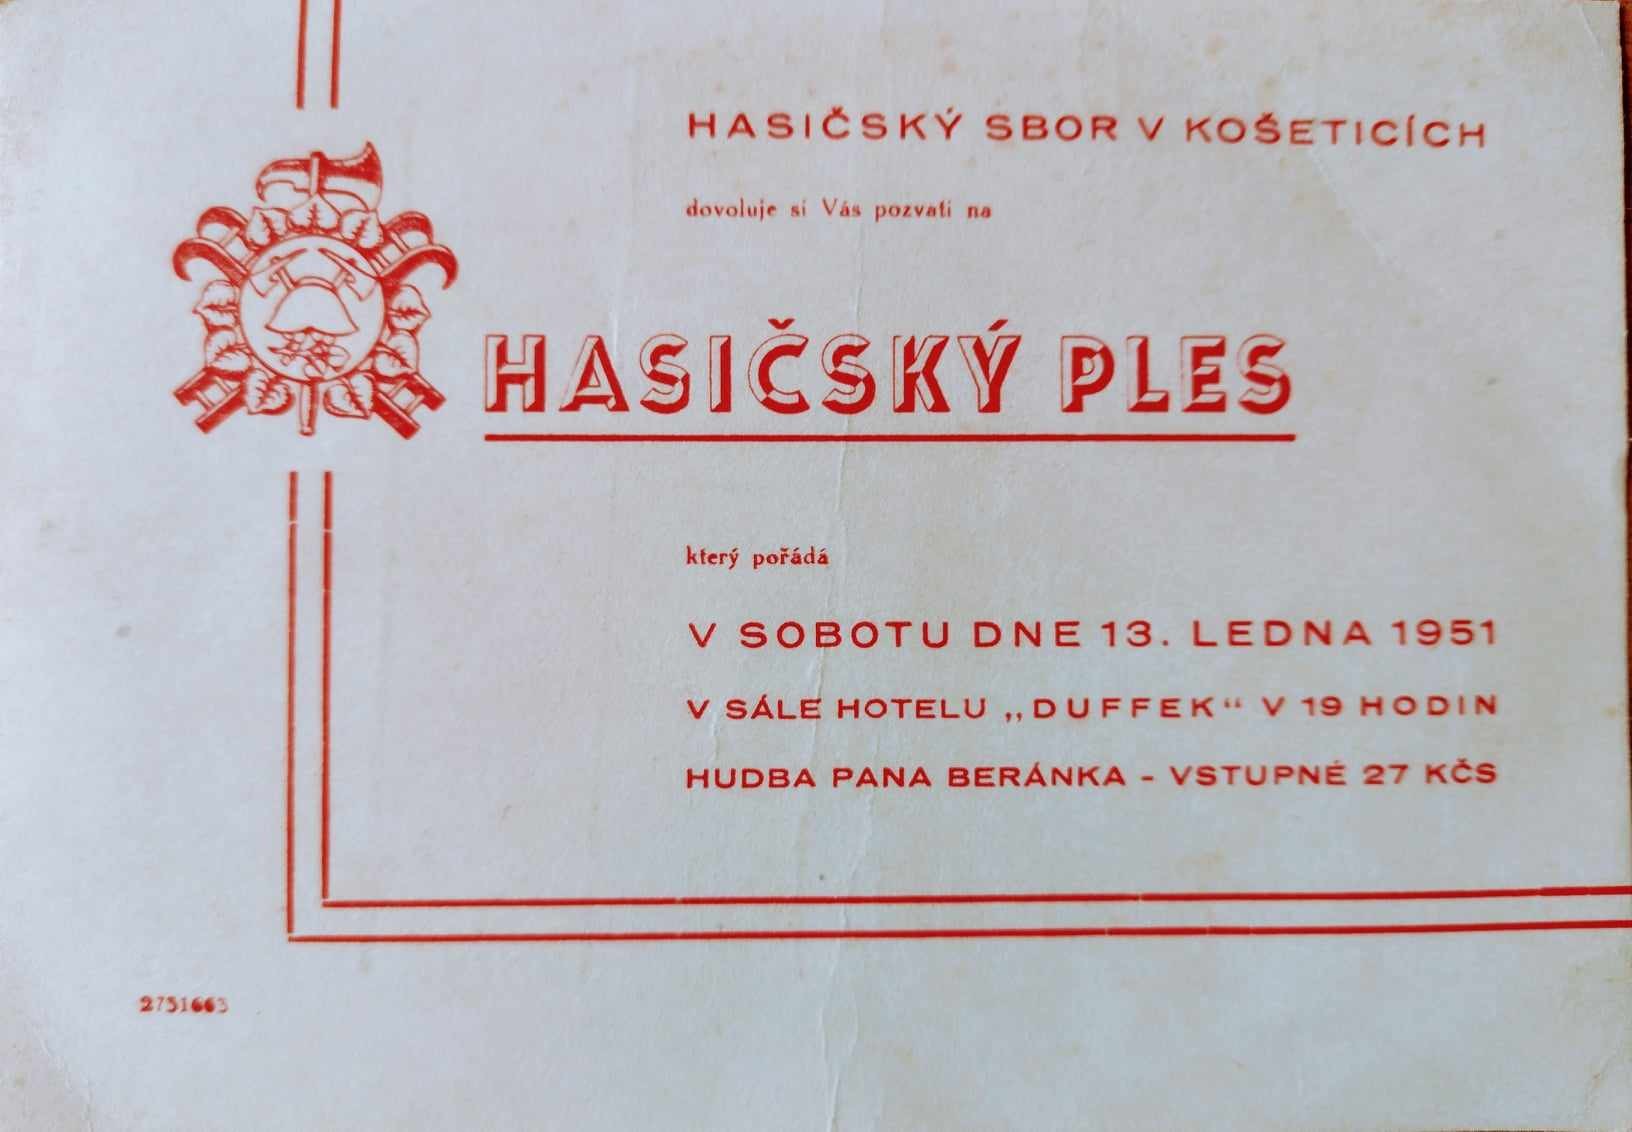 HASIČSKÝ SBOR V KOŠETICÍCH
dovoluje si Vás pozvati na
HASIČSKÝ PLES
který pořádá
V SOBOTU DNE 13. LEDNA 1951
V SÁLE HOTELU „DUFFEK“ V 19 HODIN
HUDBA PANA BERÁNKA - VSTUPNÉ 27 KČS
2751663